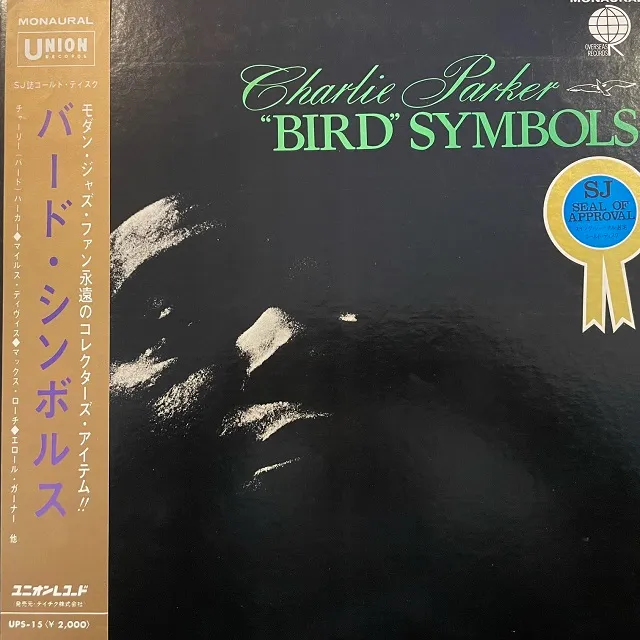 MONAURAL
UNION
RECORDS
SJ誌ゴールド・ディスク
モダン・ジャズ・ファン永遠のコレクターズ・アイテム!!
バード・シンボルス
チャーリー(バード)パーカー◆マイルス・デイヴィス◆マックス・ローチ◆エロール・ガーナー 他
ユニオンレコード
発売元・テイチク株式会社
UPS-15(¥ 2,000)
MONAURAL
OVERSEAS
RECORDS
Charlie Parker
"BIRD" SYMBOLS
SJ
SEAL OF
APPROVAL